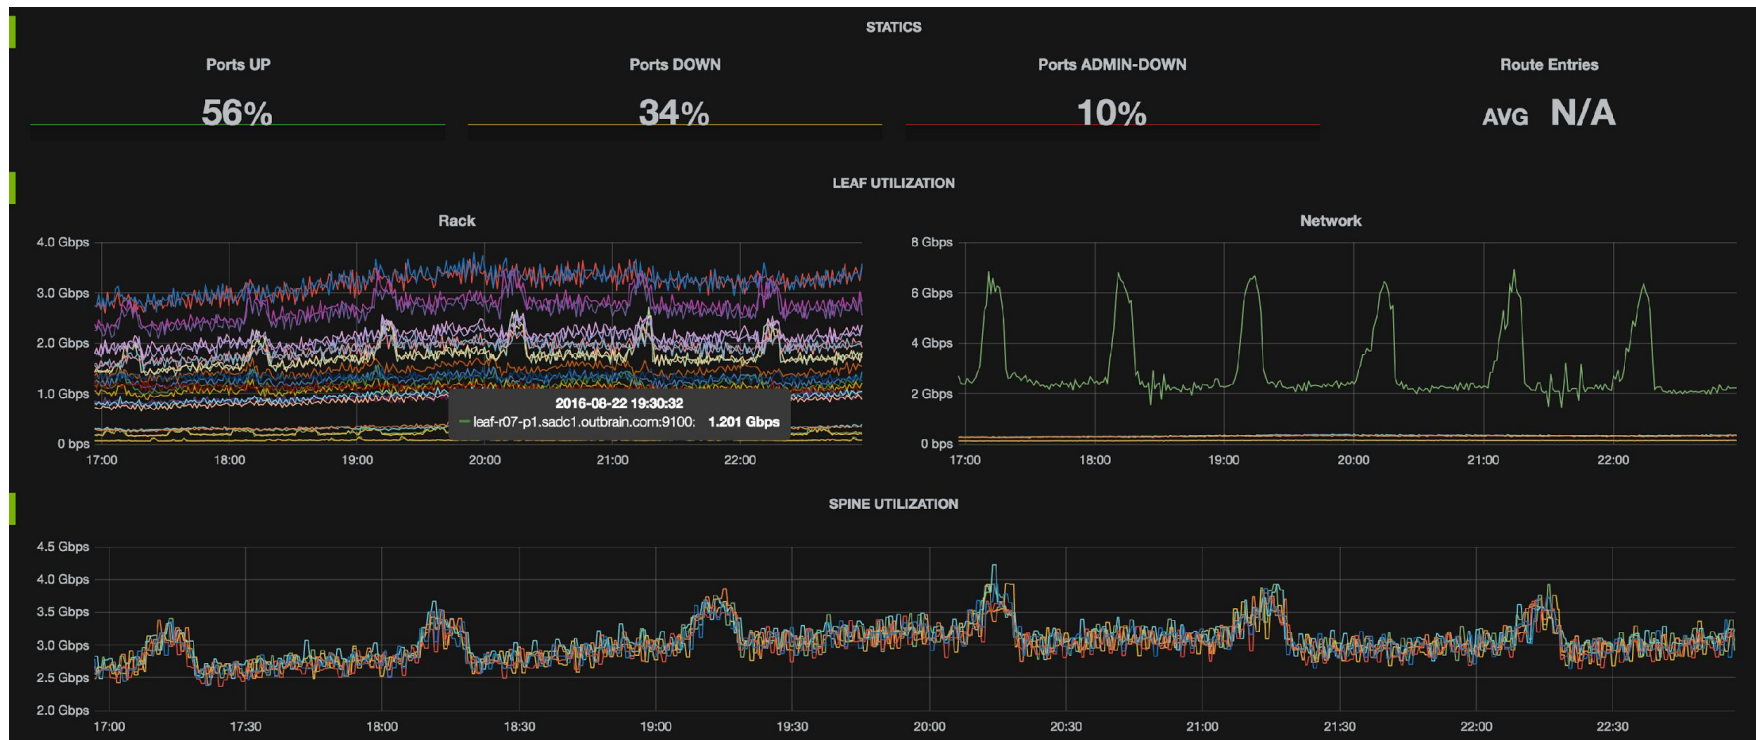 STATICS
Ports UP
Ports DOWN
Ports ADMIN-DOWN
Route Entries
56%
34%
10%
AVG N/A
LEAF UTILIZATION
Rack
4.0 Gbps
3.0 Gbps
2.0 Gbps
1.0 Gbps
0 bps
17:00 18:00 19:00 20:00 21:00 22:00
2016-08-22 19:30:32
leaf-r07-p1.sadc1.outbrain.com:9100: 1.201 Gbps
Network
8 Gbps
6 Gbps
4 Gbps
2 Gbps
0 bps
17:00 18:00 19:00 20:00 21:00 22:00
SPINE UTILIZATION
4.5 Gbps
4.0 Gbps
3.5 Gbps
3.0 Gbps
2.5 Gbps
2.0 Gbps
17:00 17:30 18:00 18:30 19:00 19:30 20:00 20:30 21:00 21:30 22:00 22:30